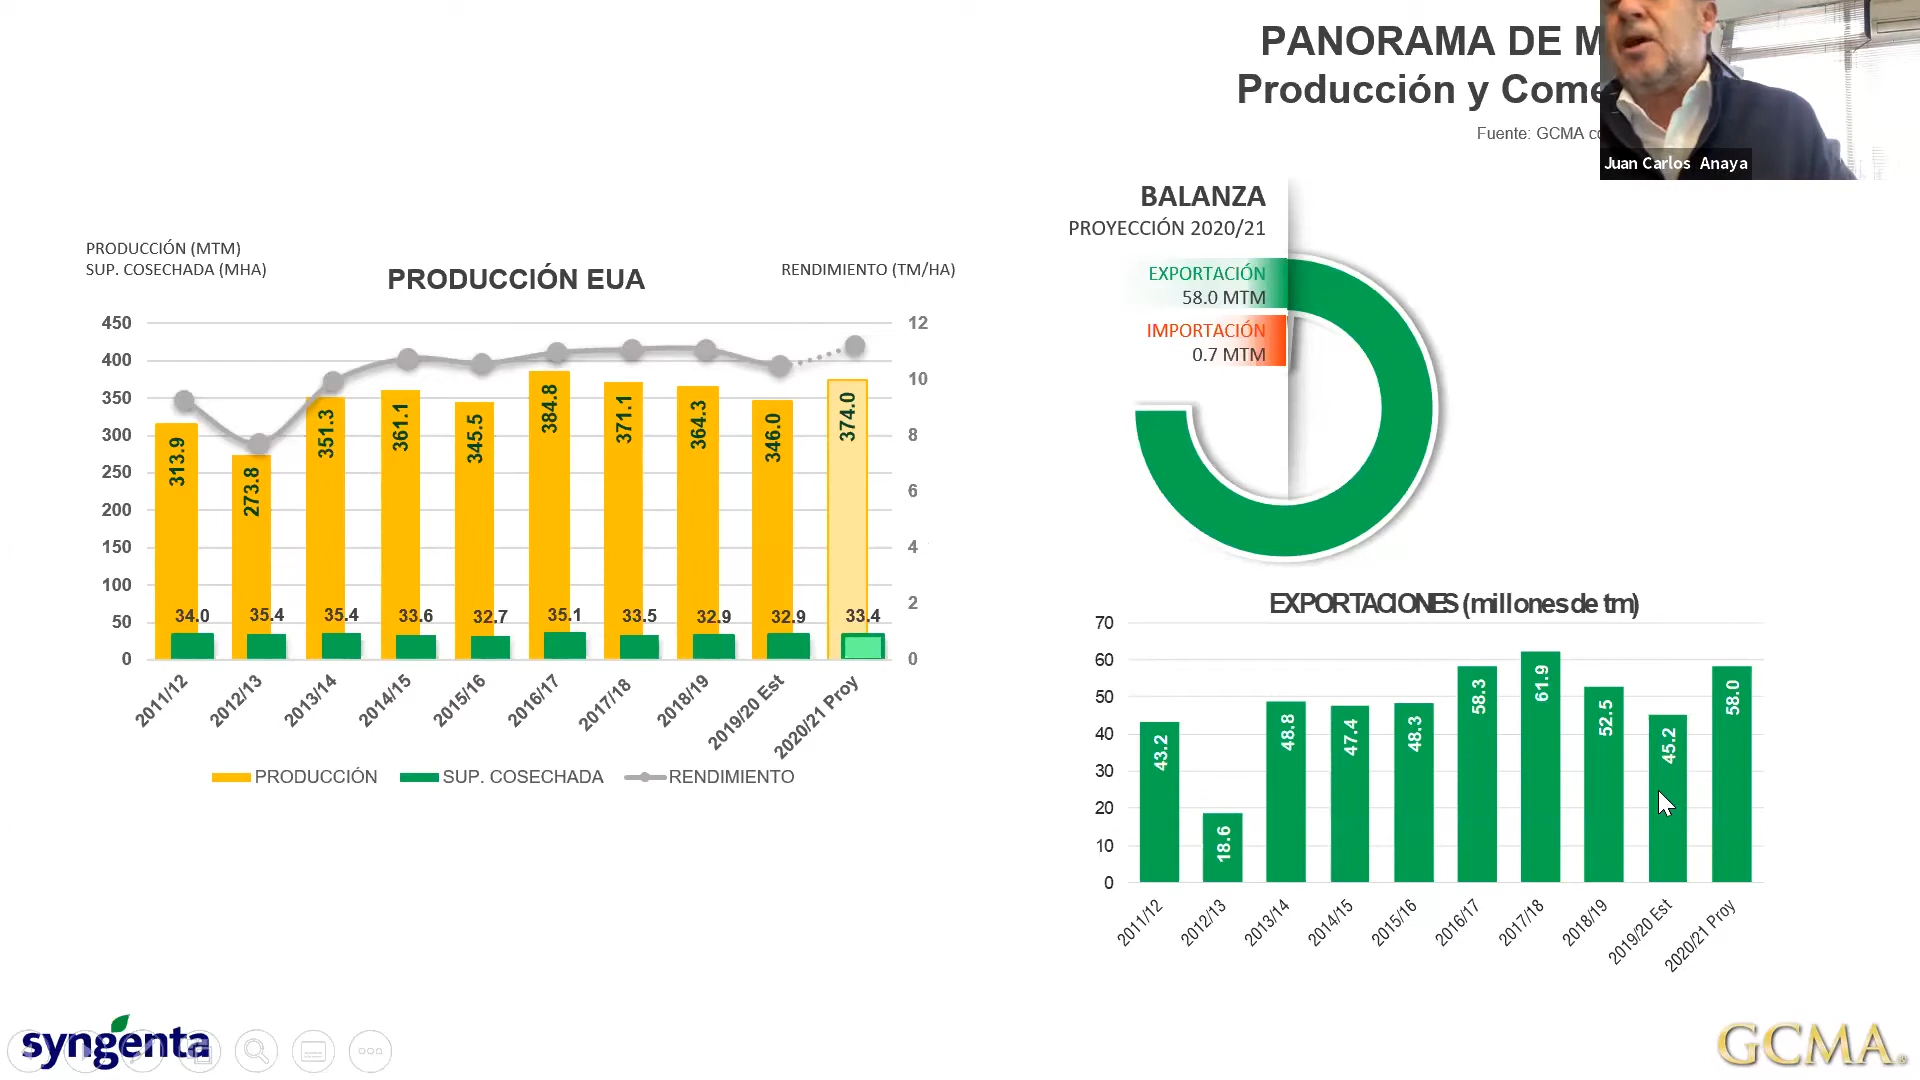 PANORAMA DE M
Producción y Come
Fuente: GCMA co
Juan Carlos Anaya
BALANZA
PROYECCIÓN 2020/21
EXPORTACIÓN
58.0 MTM
IMPORTACIÓN
0.7 MTM
PRODUCCIÓN (MTM)
SUP. COSECHADA (MHA)
PRODUCCIÓN EUA
RENDIMIENTO (TM/HA)
450
400
350
300
250
200
150
100
50
0
12
10
8
6
4
2
0
313.9
273.8
351.3
361.1
345.5
384.8
371.1
364.3
346.0
374.0
34.0
35.4
35.4
33.6
32.7
35.1
33.5
32.9
32.9
33.4
2011/12
2012/13
2013/14
2014/15
2015/16
2016/17
2017/18
2018/19
2019/20 Est
2020/21 Proy
PRODUCCIÓN
SUP. COSECHADA
RENDIMIENTO
EXPORTACIONES (millones de tm)
70
60
50
40
30
20
10
0
43.2
18.6
48.8
47.4
48.3
58.3
61.9
52.5
45.2
58.0
2011/12
2012/13
2013/14
2014/15
2015/16
2016/17
2017/18
2018/19
2019/20 Est
2020/21 Proy
syngenta
GCMA